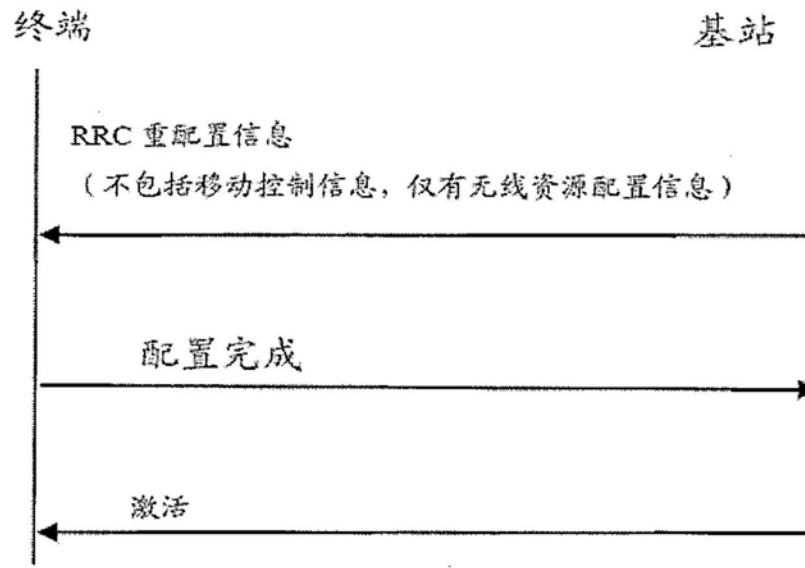 终端
基站
RRC 重配置信息
（不包括移动控制信息，仅有无线资源配置信息）
配置完成
激活